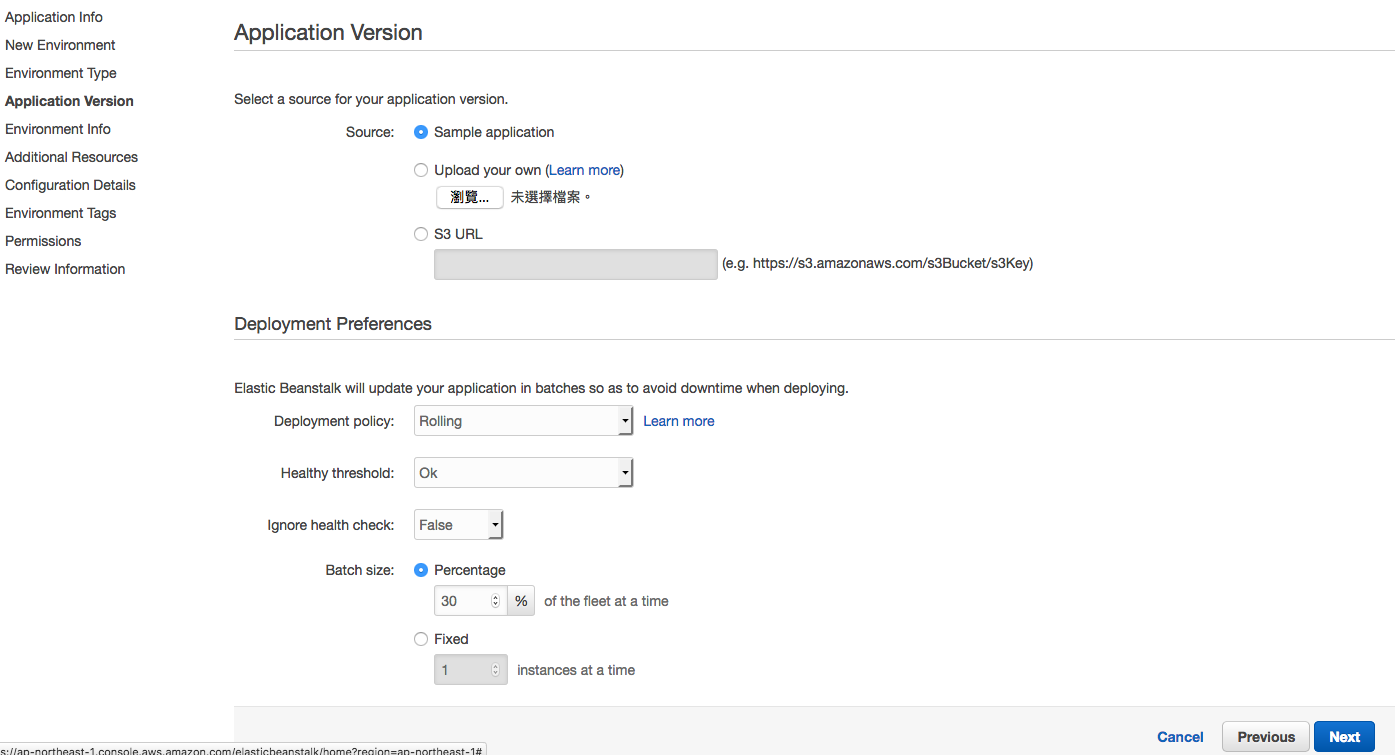 Application Info
New Environment
Environment Type
Application Version
Environment Info
Additional Resources
Configuration Details
Environment Tags
Permissions
Review Information
Application Version
Select a source for your application version.
Source: Sample application
Upload your own (Learn more)
瀏覽... 未選擇檔案。
S3 URL
(e.g. https://s3.amazonaws.com/s3Bucket/s3Key)
Deployment Preferences
Elastic Beanstalk will update your application in batches so as to avoid downtime when deploying.
Deployment policy: Rolling Learn more
Healthy threshold: Ok
Ignore health check: False
Batch size: Percentage
30 % of the fleet at a time
Fixed
1 instances at a time
Cancel Previous Next
s://ap-northeast-1.console.aws.amazon.com/elasticbeanstalk/home?region=ap-northeast-1#